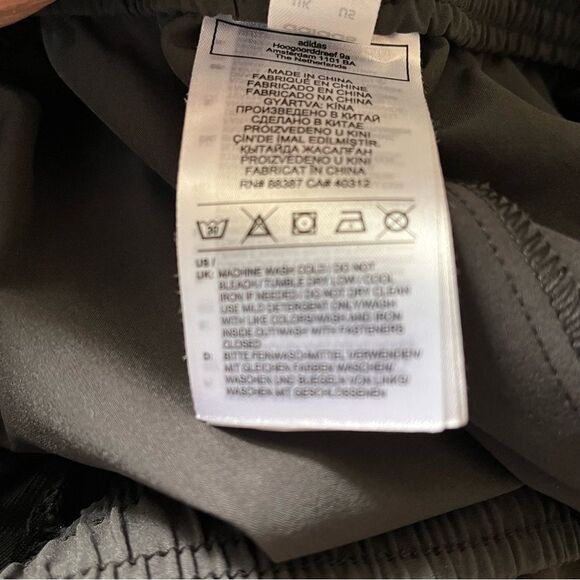 adidas
Hoogoorddreef 9a
Amsterdam 1101 BA
The Netherlands
MADE IN CHINA
FABRIQUÉ EN CHINE
FABRICADO EN CHINA
FABRICADO NA CHINA
GYÁRTVA: KÍNA
ПРОИЗВЕДЕНО В КИТАЙ
СДЕЛАНО В КИТАЕ
PROIZVEDENO U KINI
ÇİN'DE İMAL EDİLMİŞTİR.
ҚЫТАЙДА ЖАСАЛҒАН
PROIZVEDENO U KINI
FABRICAT ÎN CHINA
RN# 88387 CA# 40312
30
US /
UK: MACHINE WASH COLD / DO NOT
BLEACH / TUMBLE DRY LOW / COOL
IRON IF NEEDED / DO NOT DRY CLEAN
USE MILD DETERGENT ONLY/WASH
WITH LIKE COLORS/WASH AND IRON
INSIDE OUT/WASH WITH FASTENERS
CLOSED
D: BITTE FEINWASCHMITTEL VERWENDEN/
MIT GLEICHEN FARBEN WASCHEN/
WASCHEN UND BUEGELN VON LINKS/
WASCHEN MIT GESCHLOSSENEN